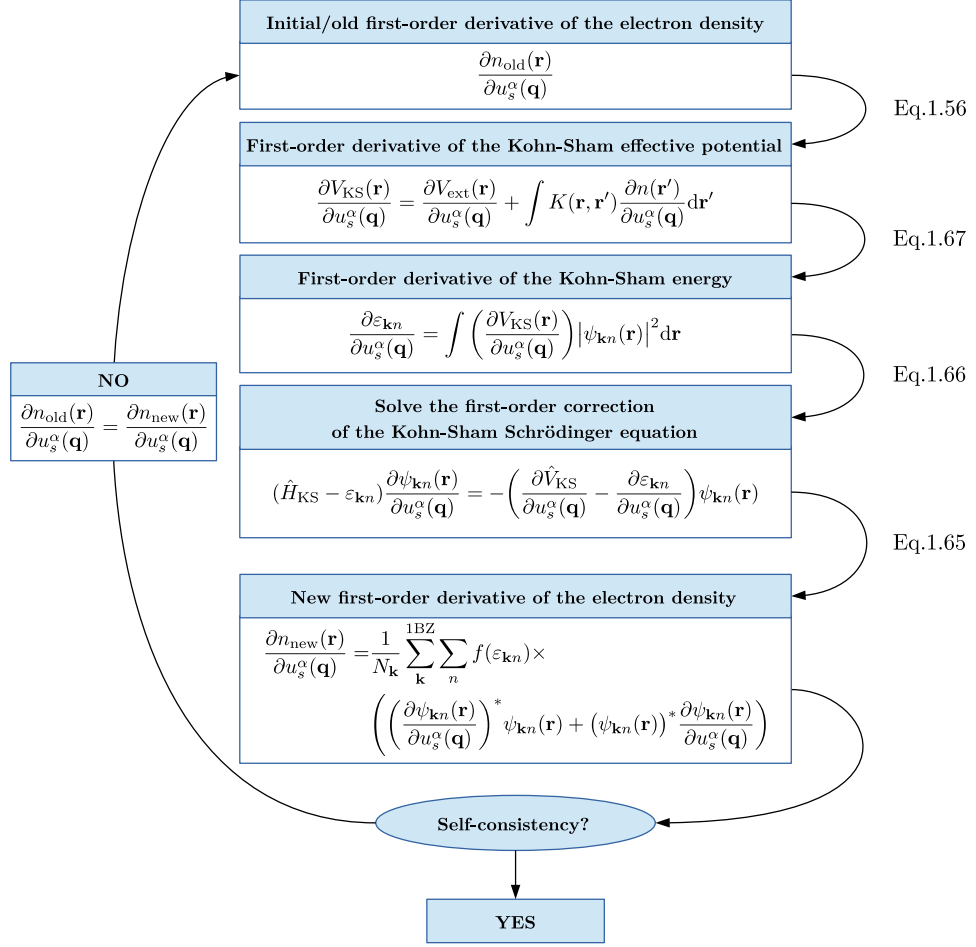 Initial/old first-order derivative of the electron density
∂n_old(𝐫) / ∂u_s^α(𝐪)
Eq.1.56
First-order derivative of the Kohn-Sham effective potential
∂V_KS(𝐫) / ∂u_s^α(𝐪) = ∂V_ext(𝐫) / ∂u_s^α(𝐪) + ∫ K(𝐫, 𝐫′) ∂n(𝐫′) / ∂u_s^α(𝐪) d𝐫′
Eq.1.67
First-order derivative of the Kohn-Sham energy
∂ε_𝐤n / ∂u_s^α(𝐪) = ∫ (∂V_KS(𝐫) / ∂u_s^α(𝐪)) |ψ_𝐤n(𝐫)|² d𝐫
Eq.1.66
Solve the first-order correction
of the Kohn-Sham Schrödinger equation
(Ĥ_KS − ε_𝐤n) ∂ψ_𝐤n(𝐫) / ∂u_s^α(𝐪) = −(∂V̂_KS / ∂u_s^α(𝐪) − ∂ε_𝐤n / ∂u_s^α(𝐪)) ψ_𝐤n(𝐫)
Eq.1.65
New first-order derivative of the electron density
∂n_new(𝐫) / ∂u_s^α(𝐪) = 1 / N_𝐤 ∑_𝐤^1BZ ∑_n f(ε_𝐤n)×
((∂ψ_𝐤n(𝐫) / ∂u_s^α(𝐪))^* ψ_𝐤n(𝐫) + (ψ_𝐤n(𝐫))^* ∂ψ_𝐤n(𝐫) / ∂u_s^α(𝐪))
Self-consistency?
NO
∂n_old(𝐫) / ∂u_s^α(𝐪) = ∂n_new(𝐫) / ∂u_s^α(𝐪)
YES